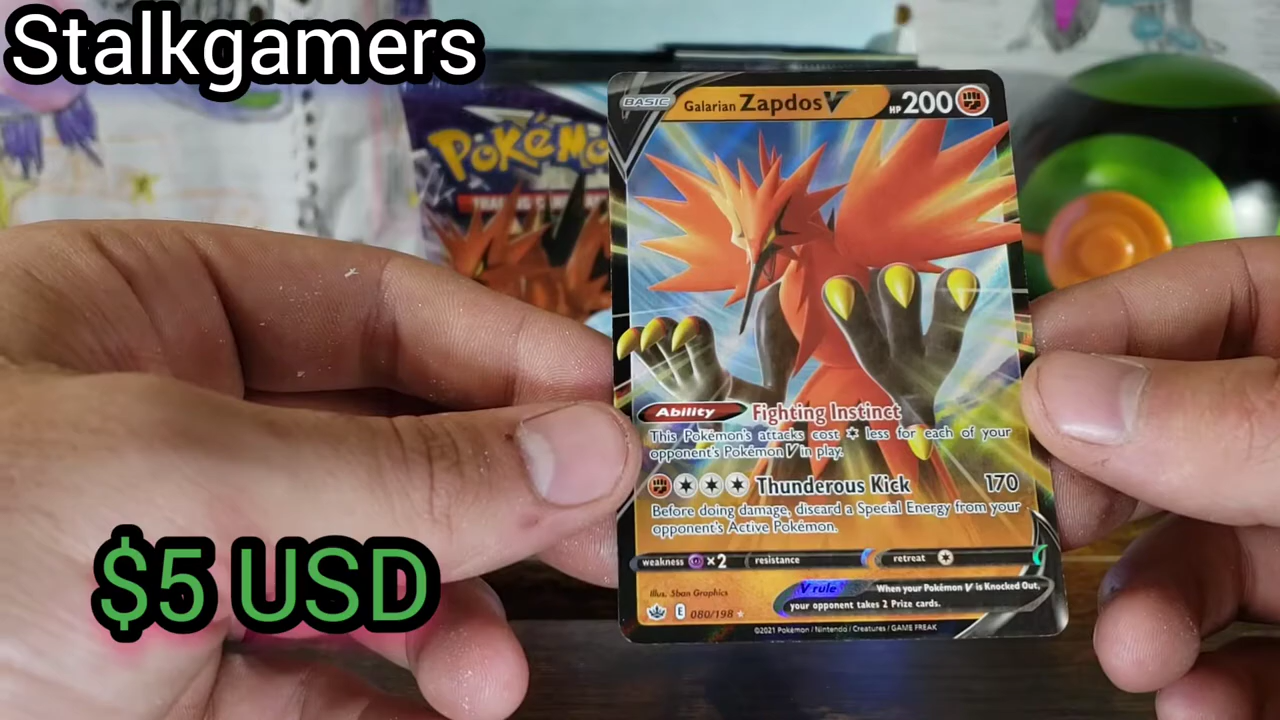 Stalkgamers
POKéMO
BASIC Galarian Zapdos V HP 200
Ability Fighting Instinct
This Pokémon's attacks cost less for each of your
opponent's Pokémon V in play.
Thunderous Kick 170
Before doing damage, discard a Special Energy from your
opponent's Active Pokémon.
weakness ×2 resistance retreat
Illus. 5ban Graphics
V rule When your Pokémon V is Knocked Out,
your opponent takes 2 Prize cards.
E 080/198
©2021 Pokémon / Nintendo / Creatures / GAME FREAK
$5 USD